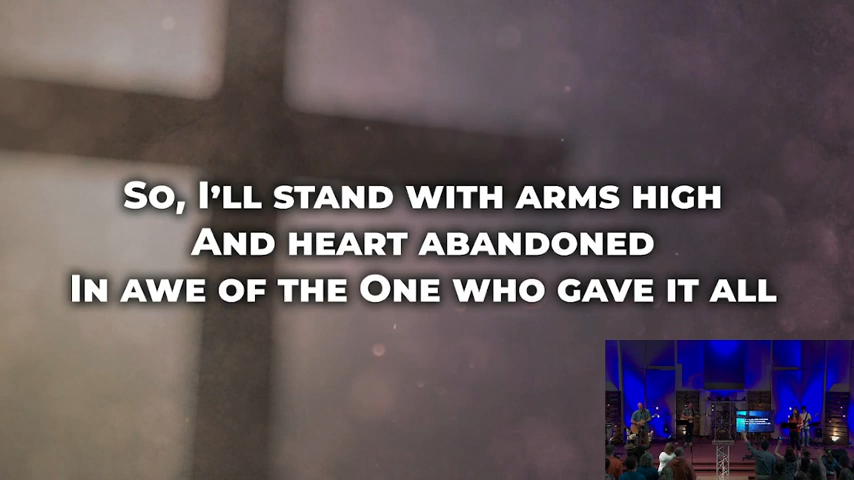 So, I’ll stand with arms high
And heart abandoned
In awe of the One who gave it all